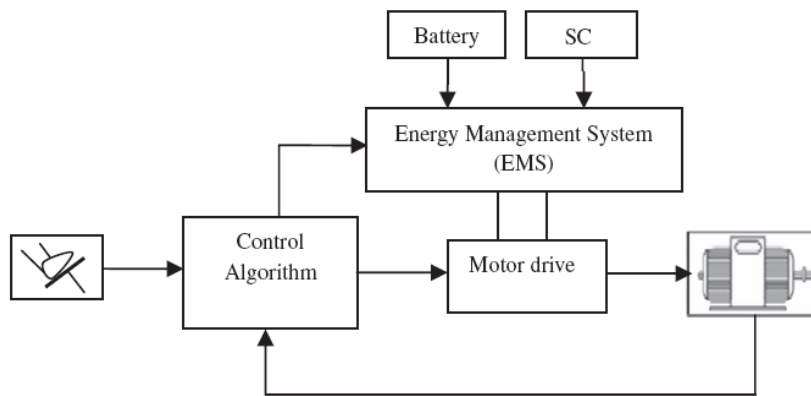 Battery
SC
Energy Management System
(EMS)
Control
Algorithm
Motor drive